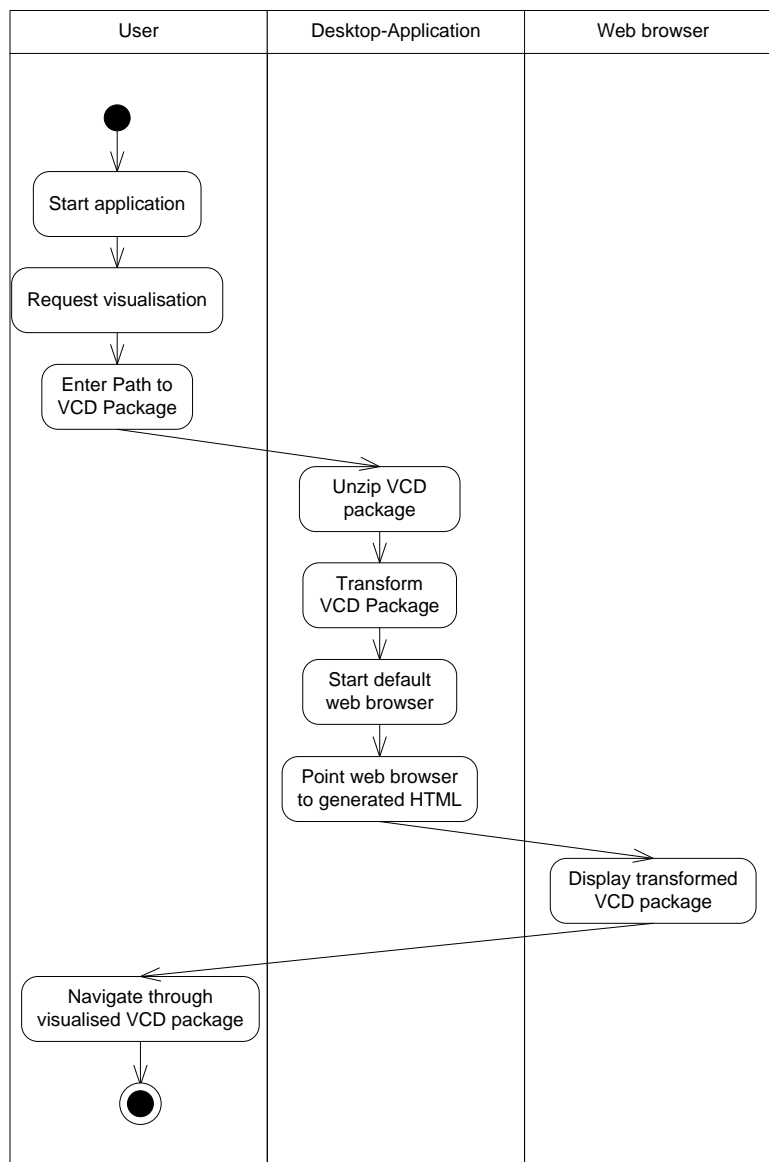 User
Desktop-Application
Web browser
Start application
Request visualisation
Enter Path to
VCD Package
Unzip VCD
package
Transform
VCD Package
Start default
web browser
Point web browser
to generated HTML
Display transformed
VCD package
Navigate through
visualised VCD package